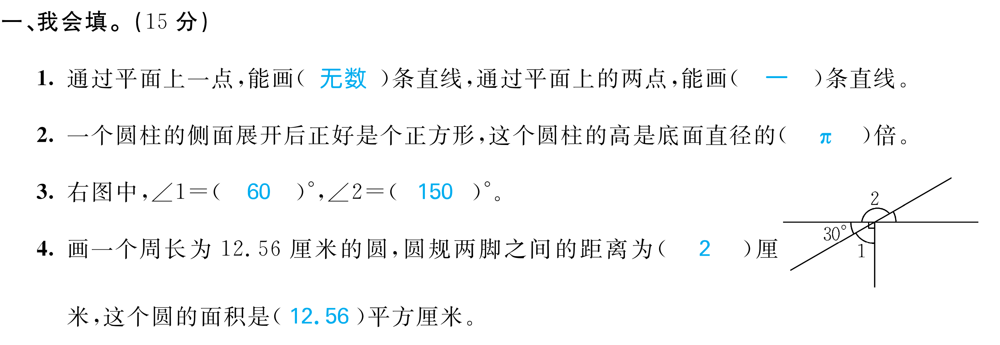 一、我会填。(15 分)
1. 通过平面上一点,能画( 无数 )条直线,通过平面上的两点,能画( 一 )条直线。
2. 一个圆柱的侧面展开后正好是个正方形,这个圆柱的高是底面直径的( π )倍。
3. 右图中,∠1=( 60 )°,∠2=( 150 )°。
2
30°
1
4. 画一个周长为 12.56 厘米的圆,圆规两脚之间的距离为( 2 )厘
米,这个圆的面积是( 12.56 )平方厘米。